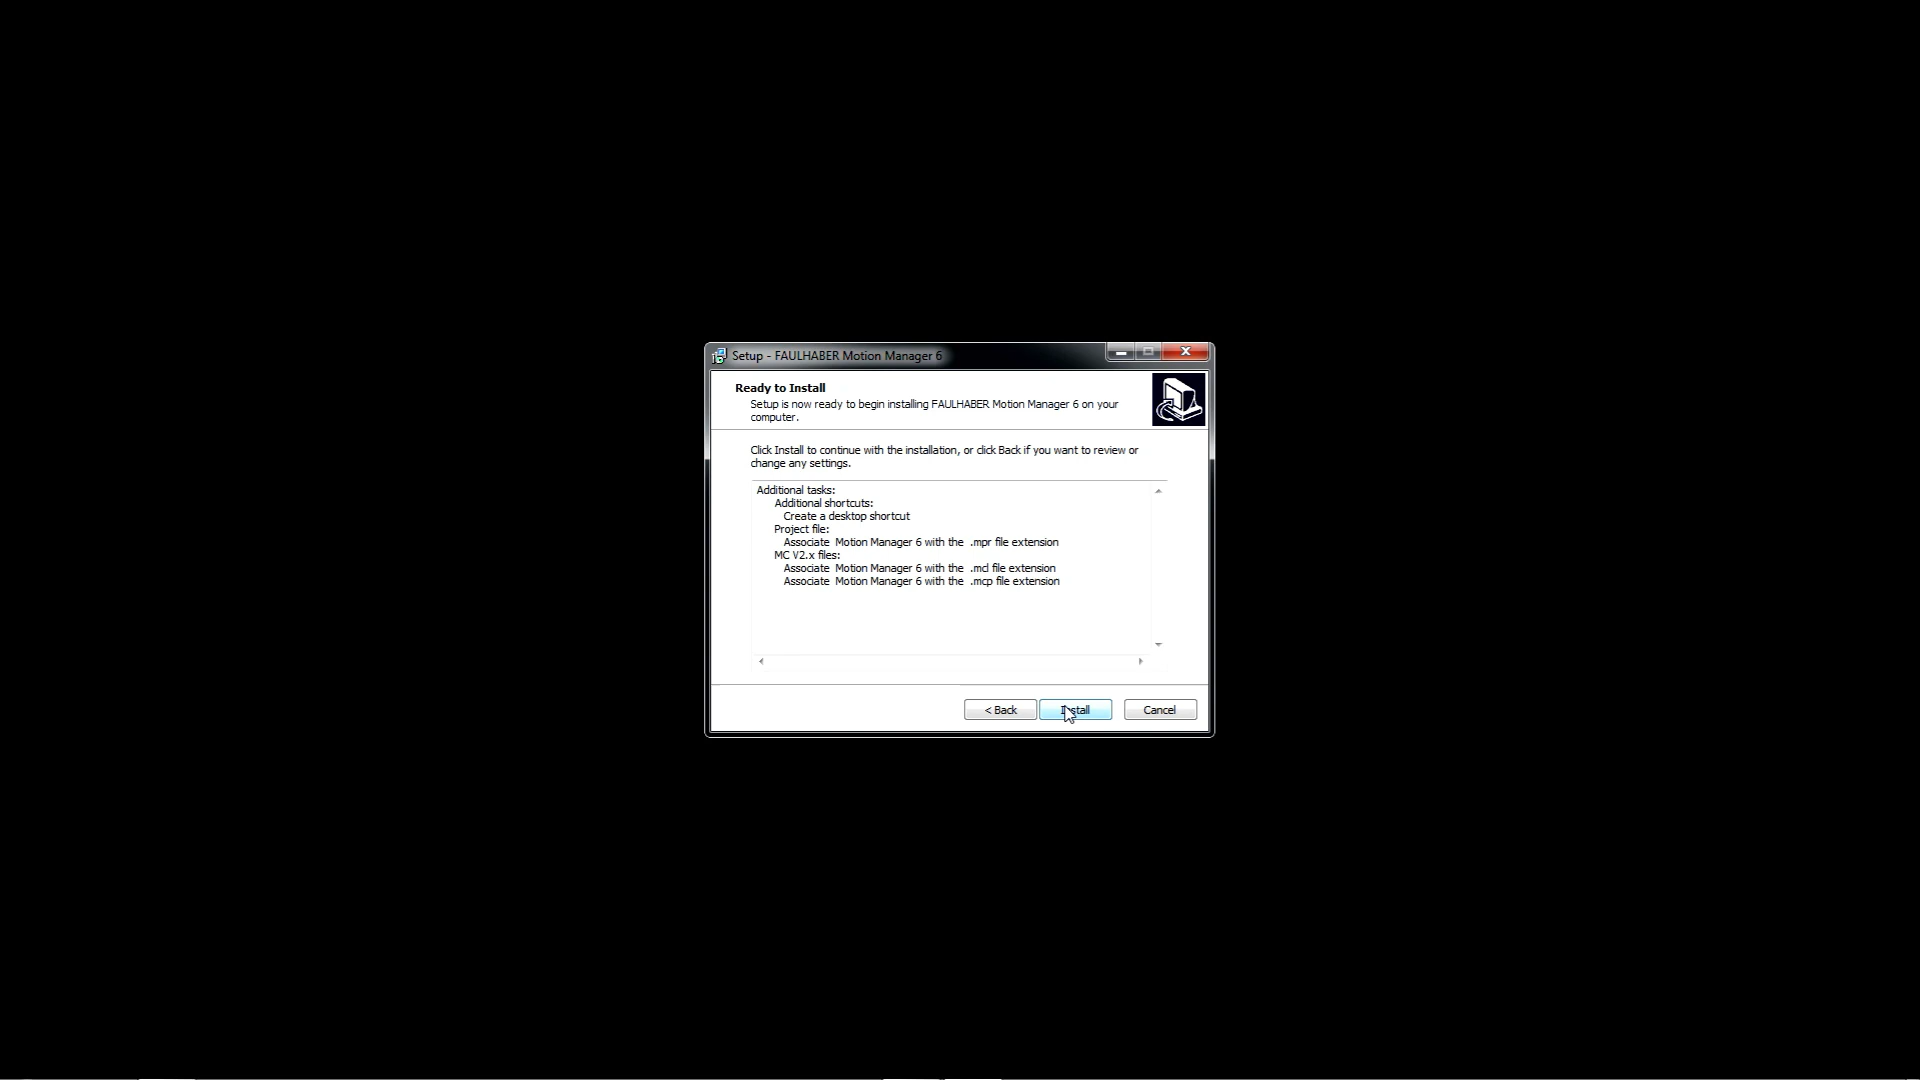 Setup - FAULHABER Motion Manager 6
Ready to Install
Setup is now ready to begin installing FAULHABER Motion Manager 6 on your
computer.
Click Install to continue with the installation, or click Back if you want to review or
change any settings.
Additional tasks:
Additional shortcuts:
Create a desktop shortcut
Project file:
Associate Motion Manager 6 with the .mpr file extension
MC V2.x files:
Associate Motion Manager 6 with the .mcl file extension
Associate Motion Manager 6 with the .mcp file extension
< Back
Install
Cancel